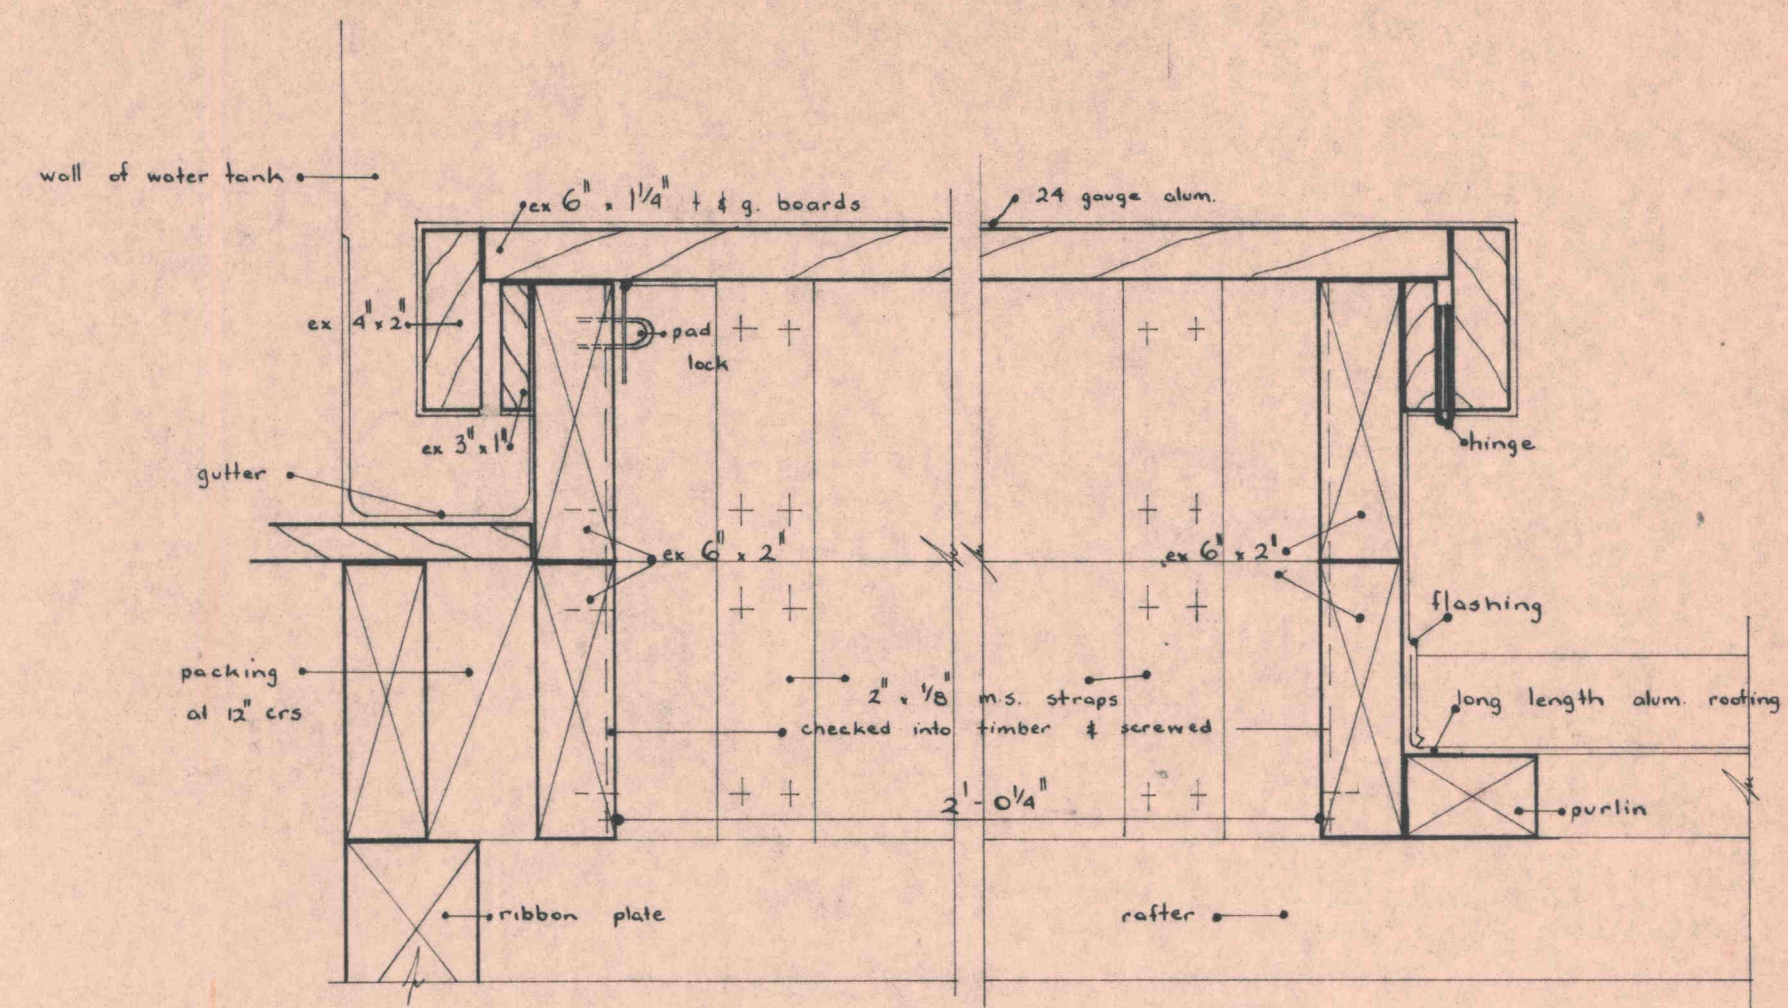 wall of water tank
ex 6" x 1¼" t & g. boards
24 gauge alum.
ex 4" x 2"
pad
lock
ex 3" x 1"
hinge
gutter
ex 6" x 2"
ex 6" x 2"
flashing
packing
at 12" crs
2" x ⅛" m.s. straps
checked into timber & screwed
long length alum. roofing
2' - 0¼"
purlin
ribbon plate
rafter